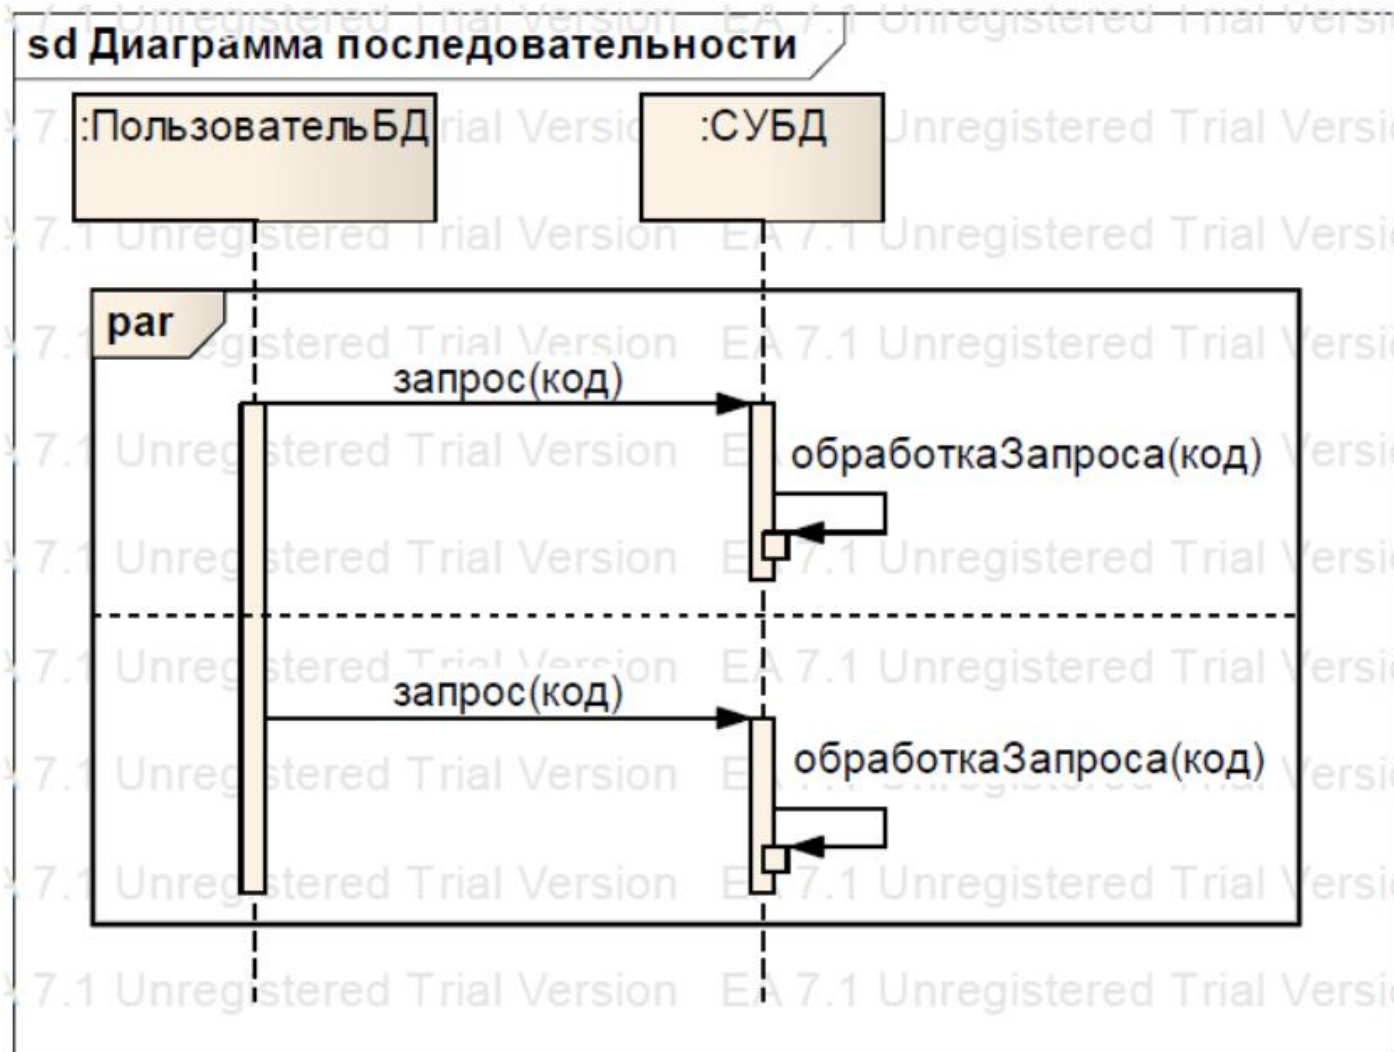 sd Диаграмма последовательности
:ПользовательБД
:СУБД
par
запрос(код)
обработкаЗапроса(код)
запрос(код)
обработкаЗапроса(код)
EA 7.1 Unregistered Trial Version